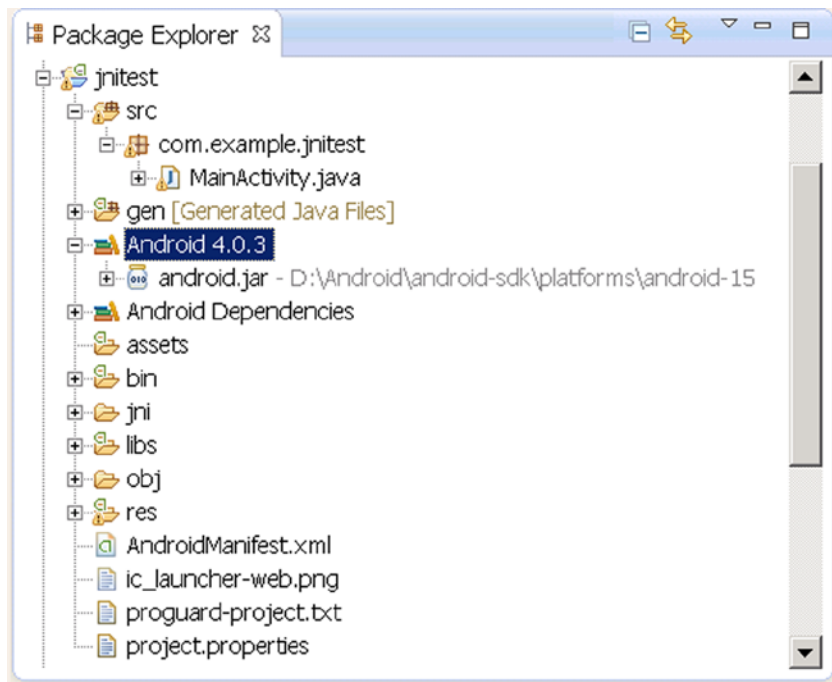 Package Explorer
jnitest
src
com.example.jnitest
MainActivity.java
gen [Generated Java Files]
Android 4.0.3
android.jar - D:\Android\android-sdk\platforms\android-15
Android Dependencies
assets
bin
jni
libs
obj
res
AndroidManifest.xml
ic_launcher-web.png
proguard-project.txt
project.properties